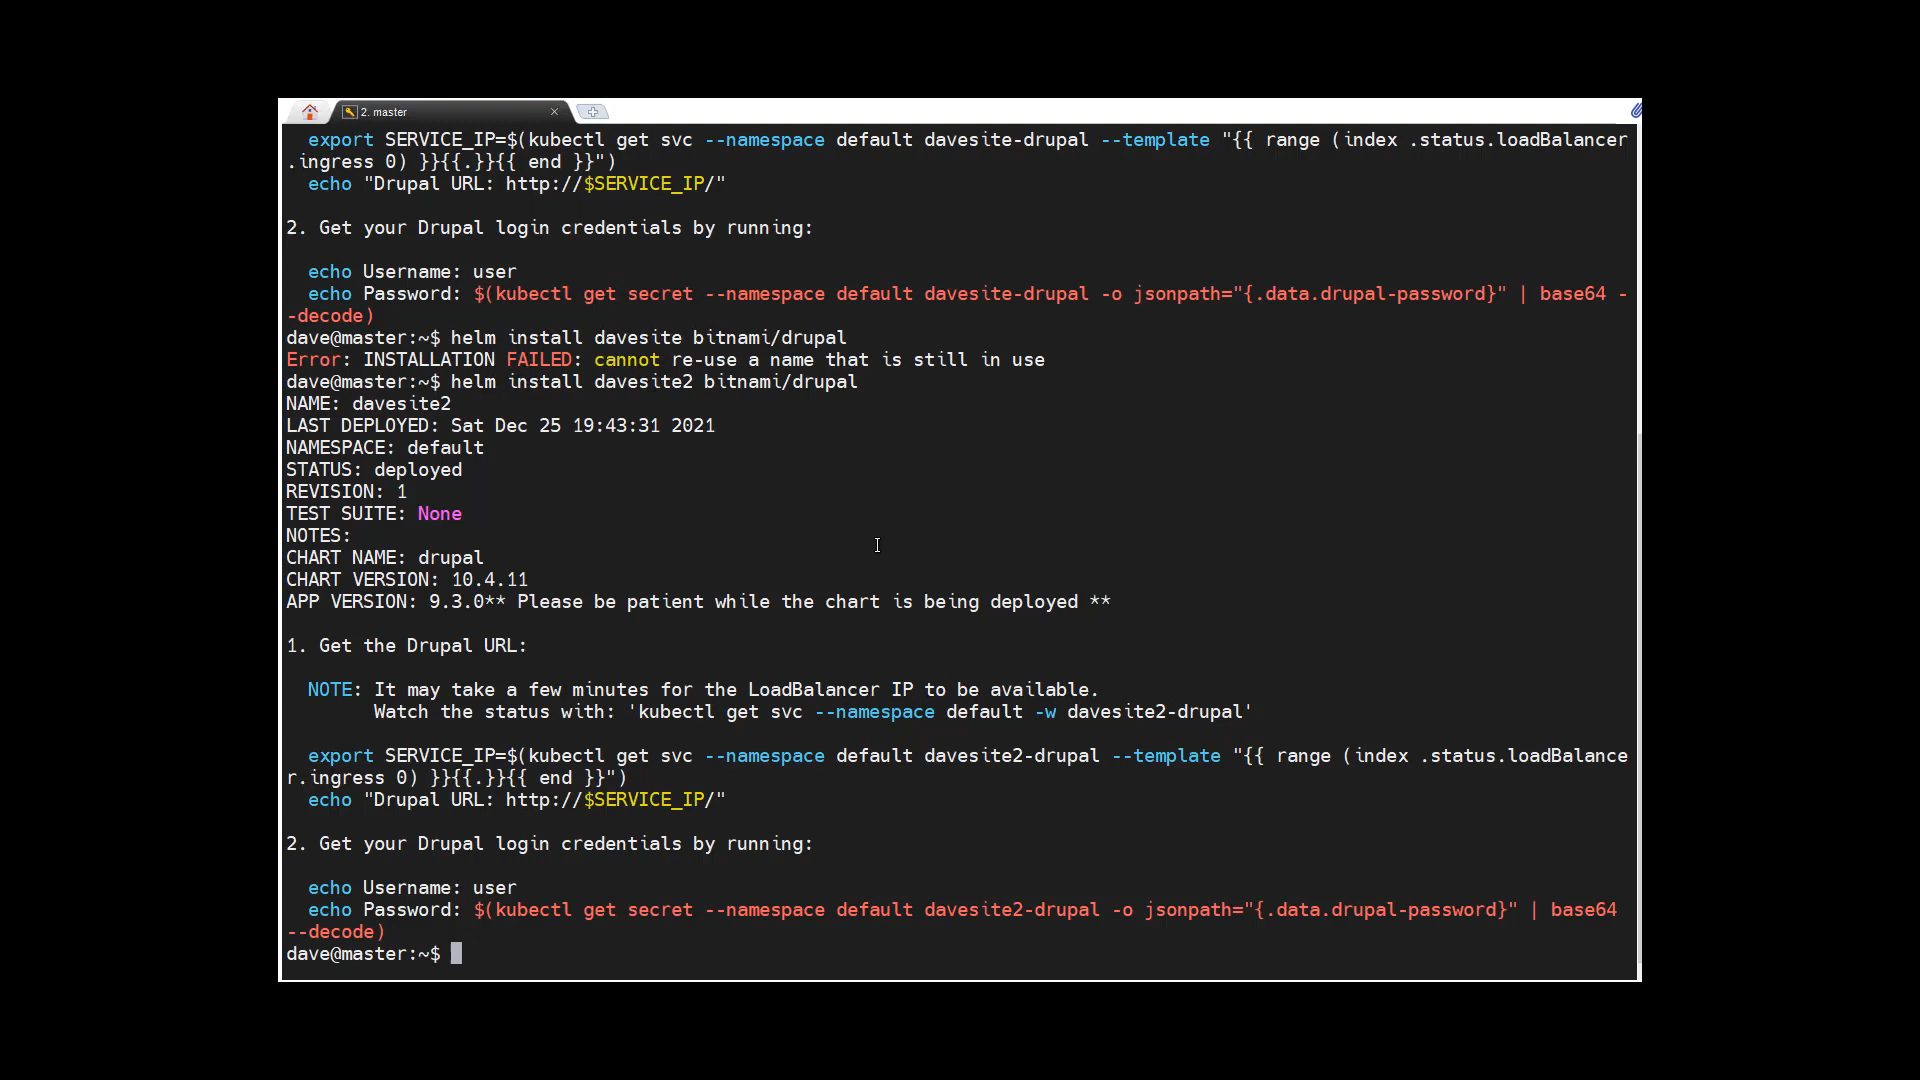 2. master
export SERVICE_IP=$(kubectl get svc --namespace default davesite-drupal --template "{{ range (index .status.loadBalancer
.ingress 0) }}{{.}}{{ end }}")
echo "Drupal URL: http://$SERVICE_IP/"
2. Get your Drupal login credentials by running:
echo Username: user
echo Password: $(kubectl get secret --namespace default davesite-drupal -o jsonpath="{.data.drupal-password}" | base64 -
-decode)
dave@master:~$ helm install davesite bitnami/drupal
Error: INSTALLATION FAILED: cannot re-use a name that is still in use
dave@master:~$ helm install davesite2 bitnami/drupal
NAME: davesite2
LAST DEPLOYED: Sat Dec 25 19:43:31 2021
NAMESPACE: default
STATUS: deployed
REVISION: 1
TEST SUITE: None
NOTES:
CHART NAME: drupal
CHART VERSION: 10.4.11
APP VERSION: 9.3.0** Please be patient while the chart is being deployed **
1. Get the Drupal URL:
NOTE: It may take a few minutes for the LoadBalancer IP to be available.
Watch the status with: 'kubectl get svc --namespace default -w davesite2-drupal'
export SERVICE_IP=$(kubectl get svc --namespace default davesite2-drupal --template "{{ range (index .status.loadBalance
r.ingress 0) }}{{.}}{{ end }}")
echo "Drupal URL: http://$SERVICE_IP/"
2. Get your Drupal login credentials by running:
echo Username: user
echo Password: $(kubectl get secret --namespace default davesite2-drupal -o jsonpath="{.data.drupal-password}" | base64
--decode)
dave@master:~$